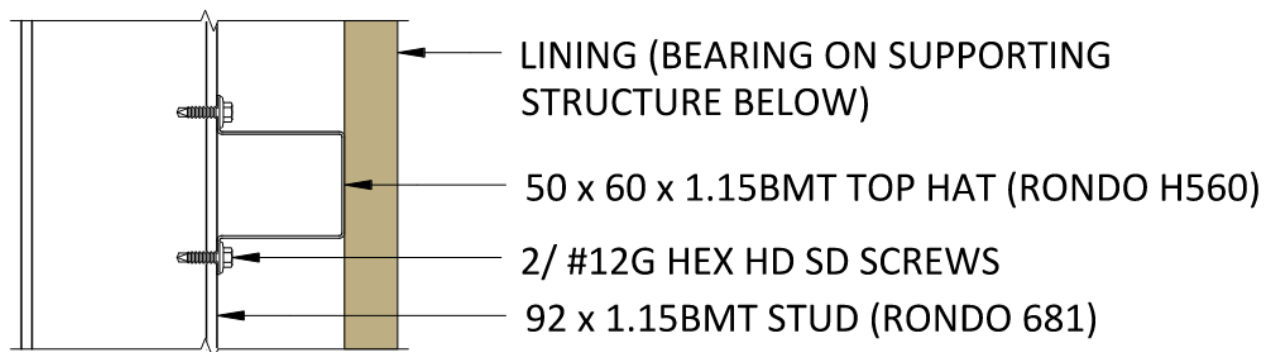 LINING (BEARING ON SUPPORTING
STRUCTURE BELOW)
50 x 60 x 1.15BMT TOP HAT (RONDO H560)
2/ #12G HEX HD SD SCREWS
92 x 1.15BMT STUD (RONDO 681)